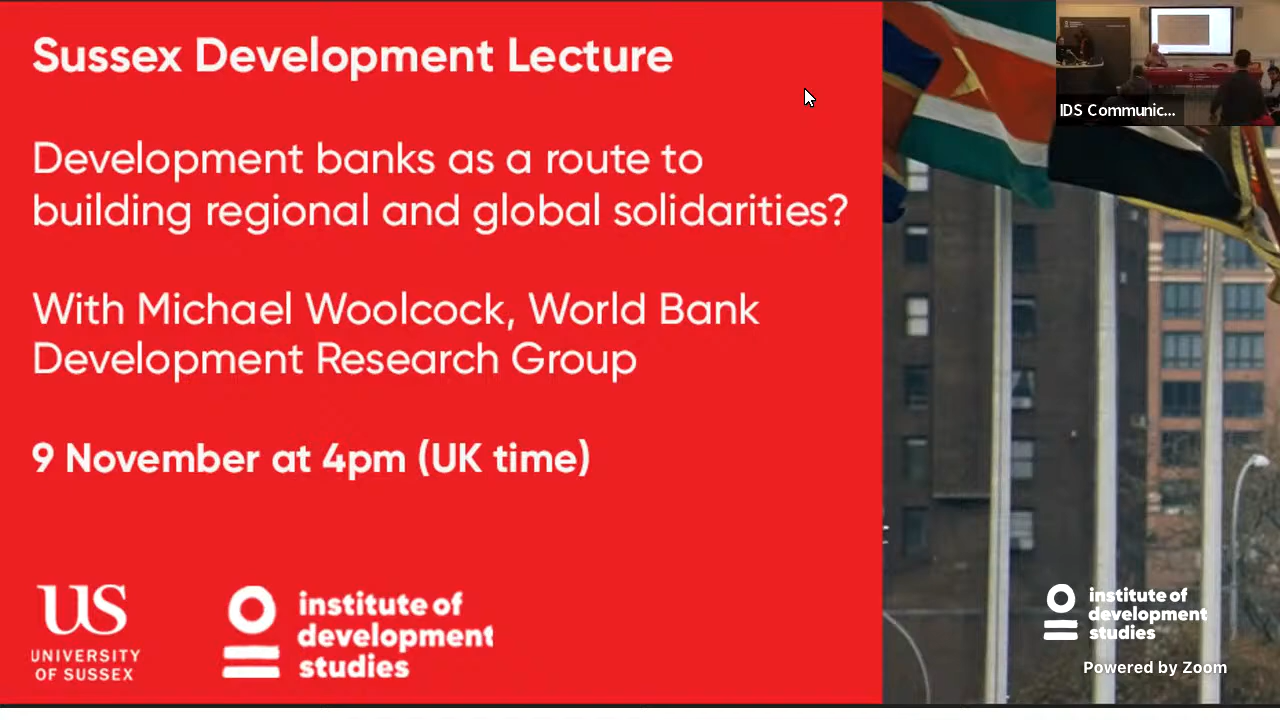 Sussex Development Lecture
Development banks as a route to
building regional and global solidarities?
With Michael Woolcock, World Bank
Development Research Group
9 November at 4pm (UK time)
US
UNIVERSITY
OF SUSSEX
institute of
development
studies
IDS Communic...
institute of
development
studies
Powered by Zoom